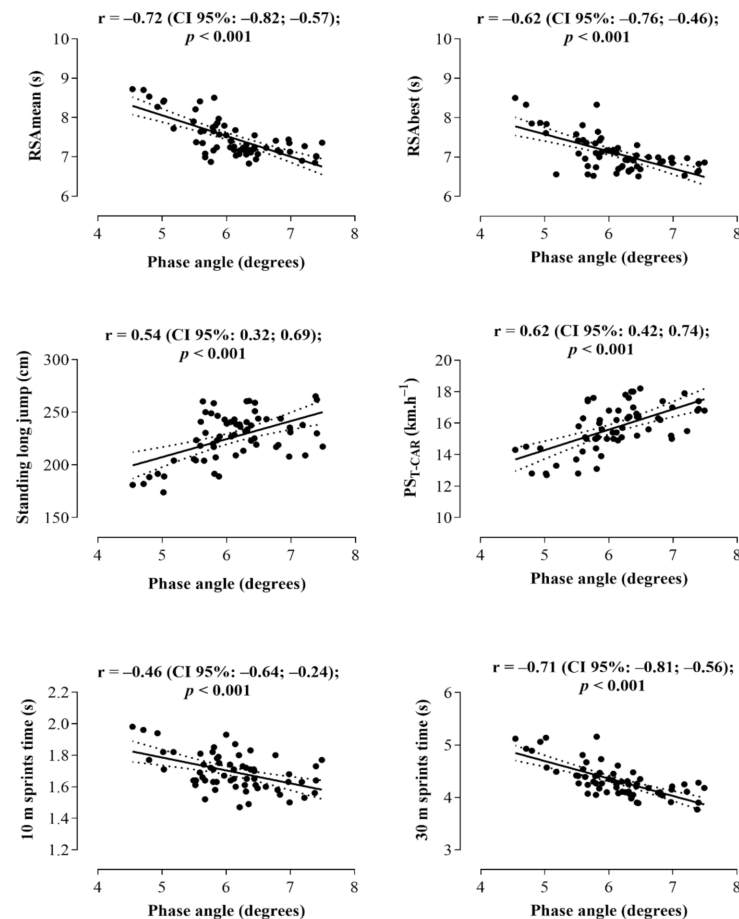 r = –0.72 (CI 95%: –0.82; –0.57);
p < 0.001
RSAmean (s)
10
9
8
7
6
4 5 6 7 8
Phase angle (degrees)
r = –0.62 (CI 95%: –0.76; –0.46);
p < 0.001
RSAbest (s)
10
9
8
7
6
4 5 6 7 8
Phase angle (degrees)
r = 0.54 (CI 95%: 0.32; 0.69);
p < 0.001
Standing long jump (cm)
300
250
200
150
4 5 6 7 8
Phase angle (degrees)
r = 0.62 (CI 95%: 0.42; 0.74);
p < 0.001
PST-CAR (km.h⁻¹)
20
18
16
14
12
10
4 5 6 7 8
Phase angle (degrees)
r = –0.46 (CI 95%: –0.64; –0.24);
p < 0.001
10 m sprints time (s)
2.2
2.0
1.8
1.6
1.4
1.2
4 5 6 7 8
Phase angle (degrees)
r = –0.71 (CI 95%: –0.81; –0.56);
p < 0.001
30 m sprints time (s)
6
5
4
3
4 5 6 7 8
Phase angle (degrees)